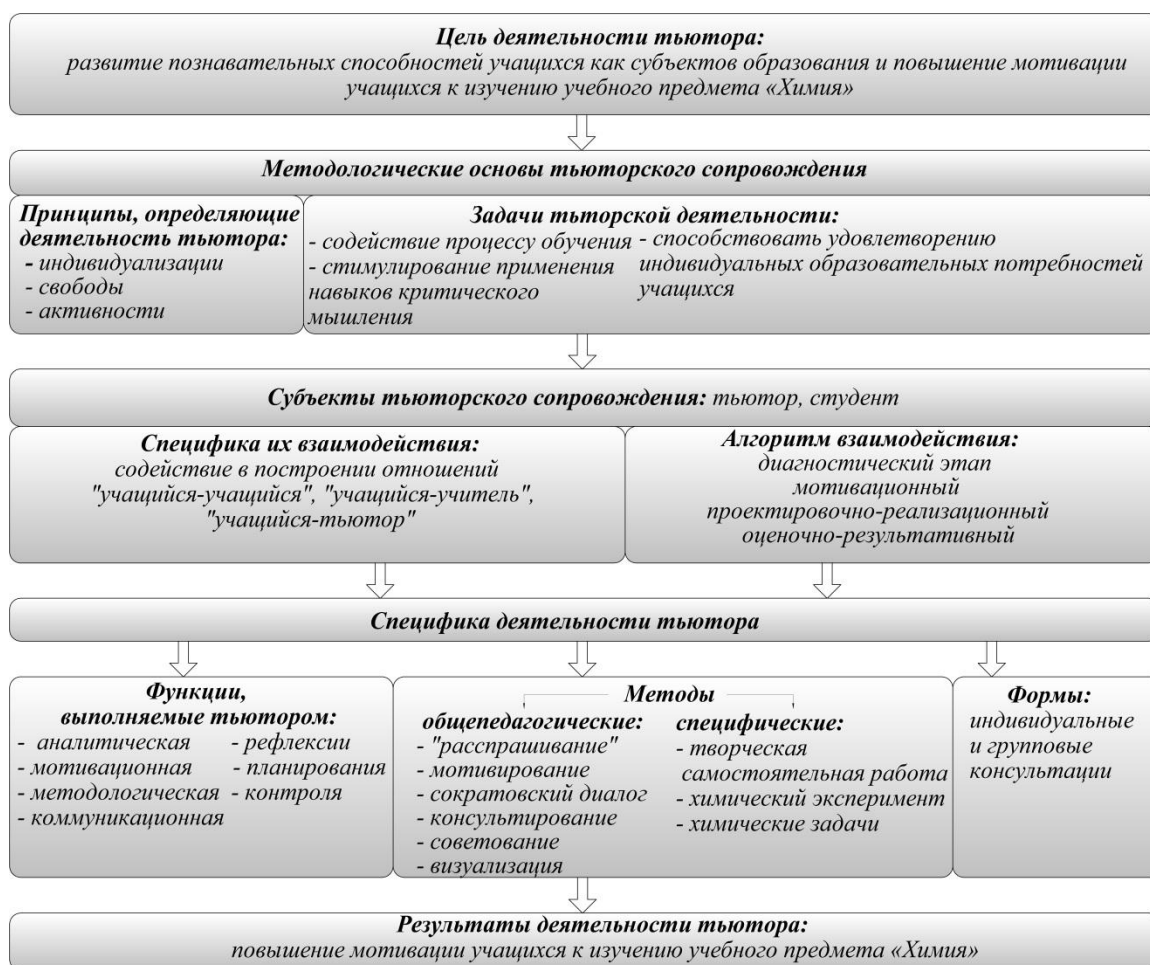 Цель деятельности тьютора:
развитие познавательных способностей учащихся как субъектов образования и повышение мотивации
учащихся к изучению учебного предмета «Химия»
Методологические основы тьюторского сопровождения
Принципы, определяющие
деятельность тьютора:
- индивидуализации
- свободы
- активности
Задачи тьторской деятельности:
- содействие процессу обучения
- стимулирование применения
навыков критического
мышления
- способствовать удовлетворению
индивидуальных образовательных потребностей
учащихся
Субъекты тьюторского сопровождения: тьютор, студент
Специфика их взаимодействия:
содействие в построении отношений
"учащийся-учащийся", "учащийся-учитель",
"учащийся-тьютор"
Алгоритм взаимодействия:
диагностический этап
мотивационный
проектировочно-реализационный
оценочно-результативный
Специфика деятельности тьютора
Функции,
выполняемые тьютором:
- аналитическая
- мотивационная
- методологическая
- коммуникационная
- рефлексии
- планирования
- контроля
Методы
общепедагогические:
- "расспрашивание"
- мотивирование
- сократовский диалог
- консультирование
- советование
- визуализация
специфические:
- творческая
самостоятельная работа
- химический эксперимент
- химические задачи
Формы:
индивидуальные
и групповые
консультации
Результаты деятельности тьютора:
повышение мотивации учащихся к изучению учебного предмета «Химия»